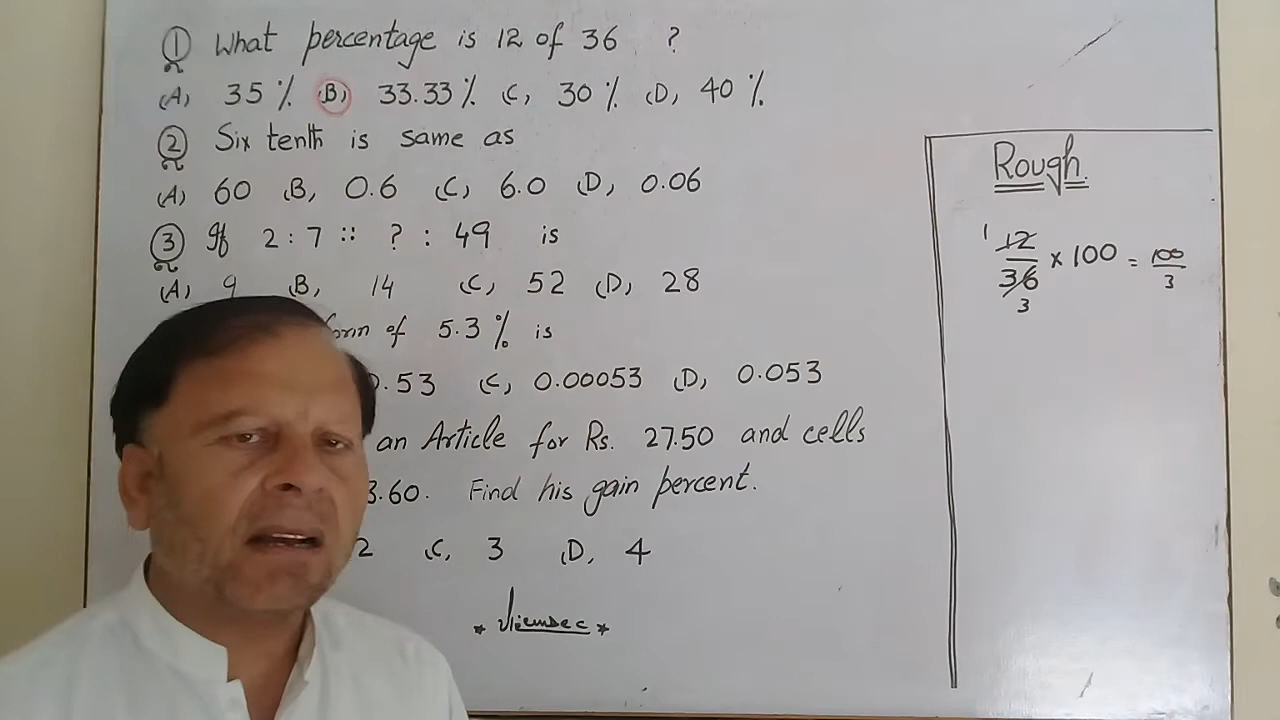 ① What percentage is 12 of 36 ?
(A) 35 % (B) 33.33 % (C, 30 % (D, 40 %
② Six tenth is same as
(A) 60 (B, 0.6 (C, 6.0 (D, 0.06
③ If 2 : 7 :: ? : 49 is
(A) 9 (B, 14 (C, 52 (D, 28
of 5.3 % is
.53 (C, 0.00053 (D, 0.053
an Article for Rs. 27.50 and cells
.60. Find his gain percent.
2 (C, 3 (D, 4
Rough.
1 12/36 3 × 100 = 100/3